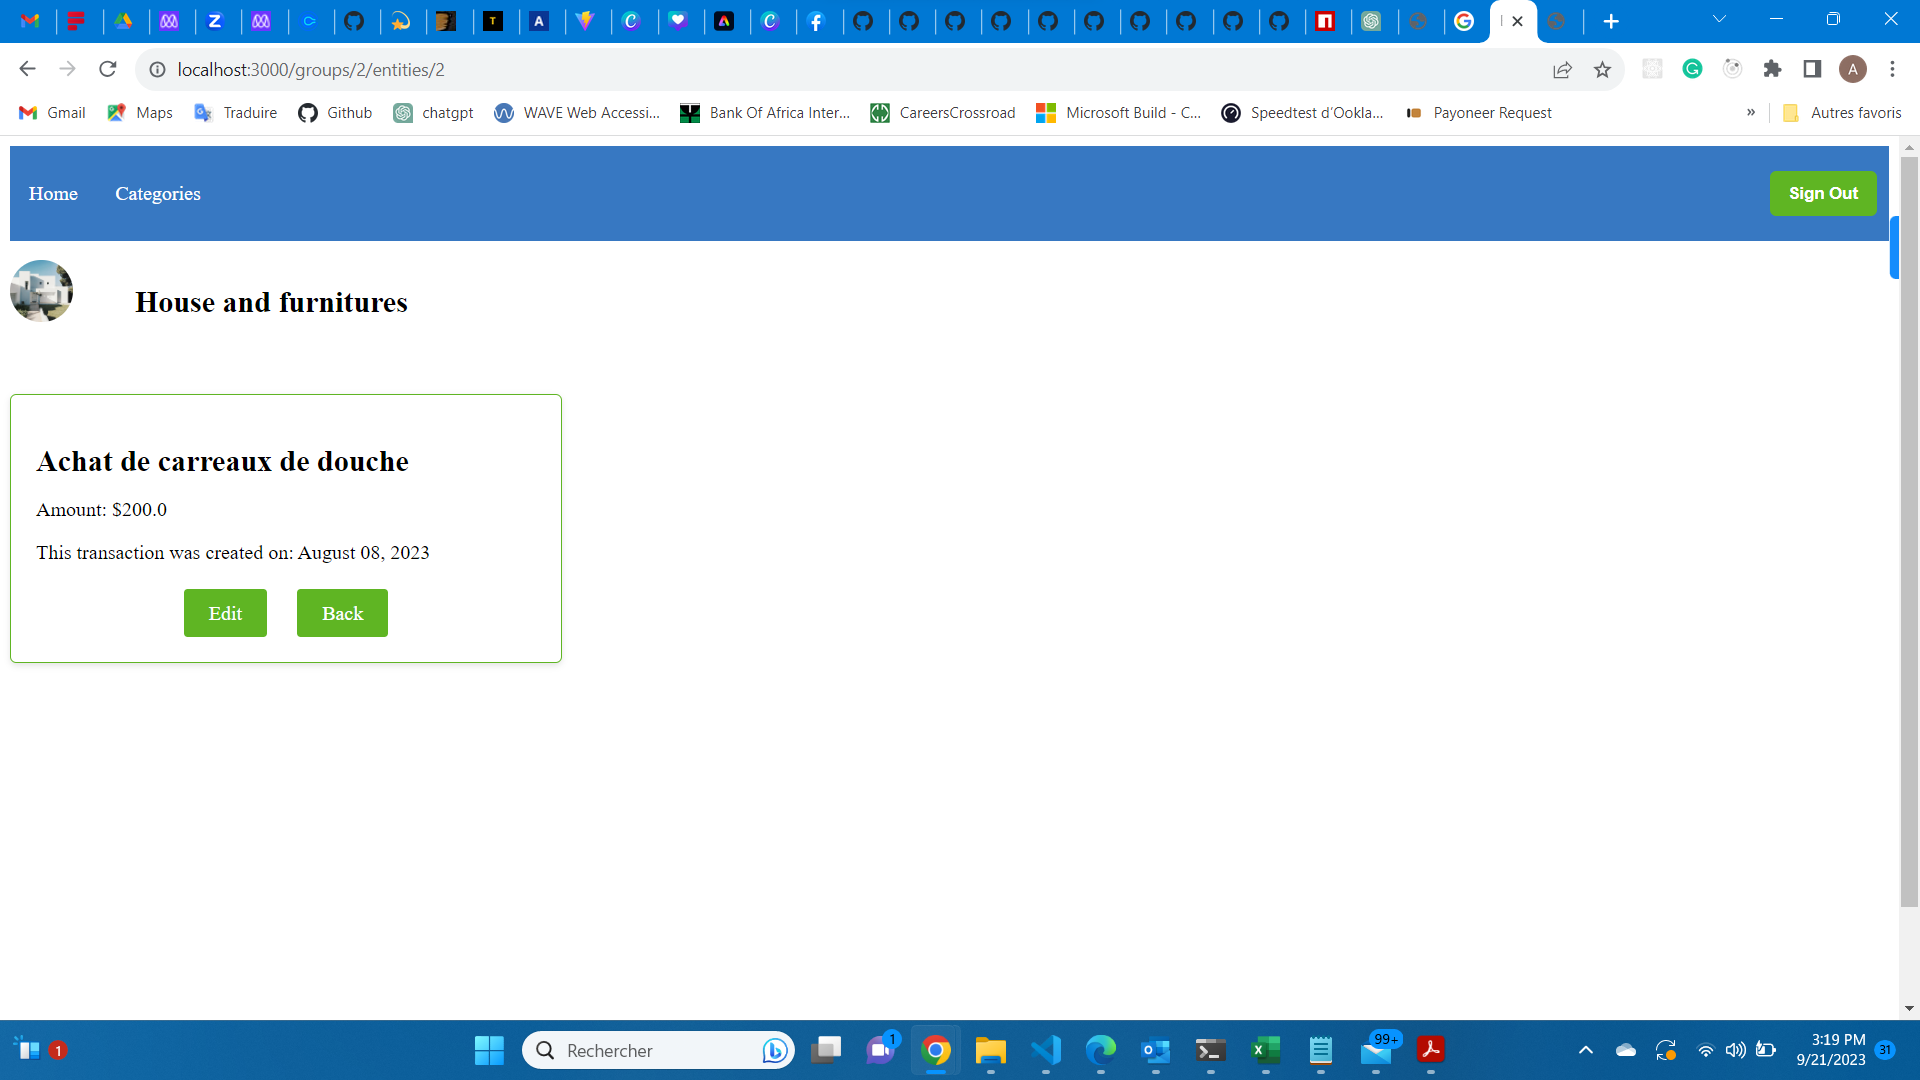 localhost:3000/groups/2/entities/2
A
Gmail
Maps
Traduire
Github
chatgpt
WAVE Web Accessi...
Bank Of Africa Inter...
CareersCrossroad
Microsoft Build - C...
Speedtest d'Ookla...
Payoneer Request
»
Autres favoris
Home
Categories
Sign Out
House and furnitures
Achat de carreaux de douche
Amount: $200.0
This transaction was created on: August 08, 2023
Edit
Back
1
Rechercher
1
99+
3:19 PM
9/21/2023
31